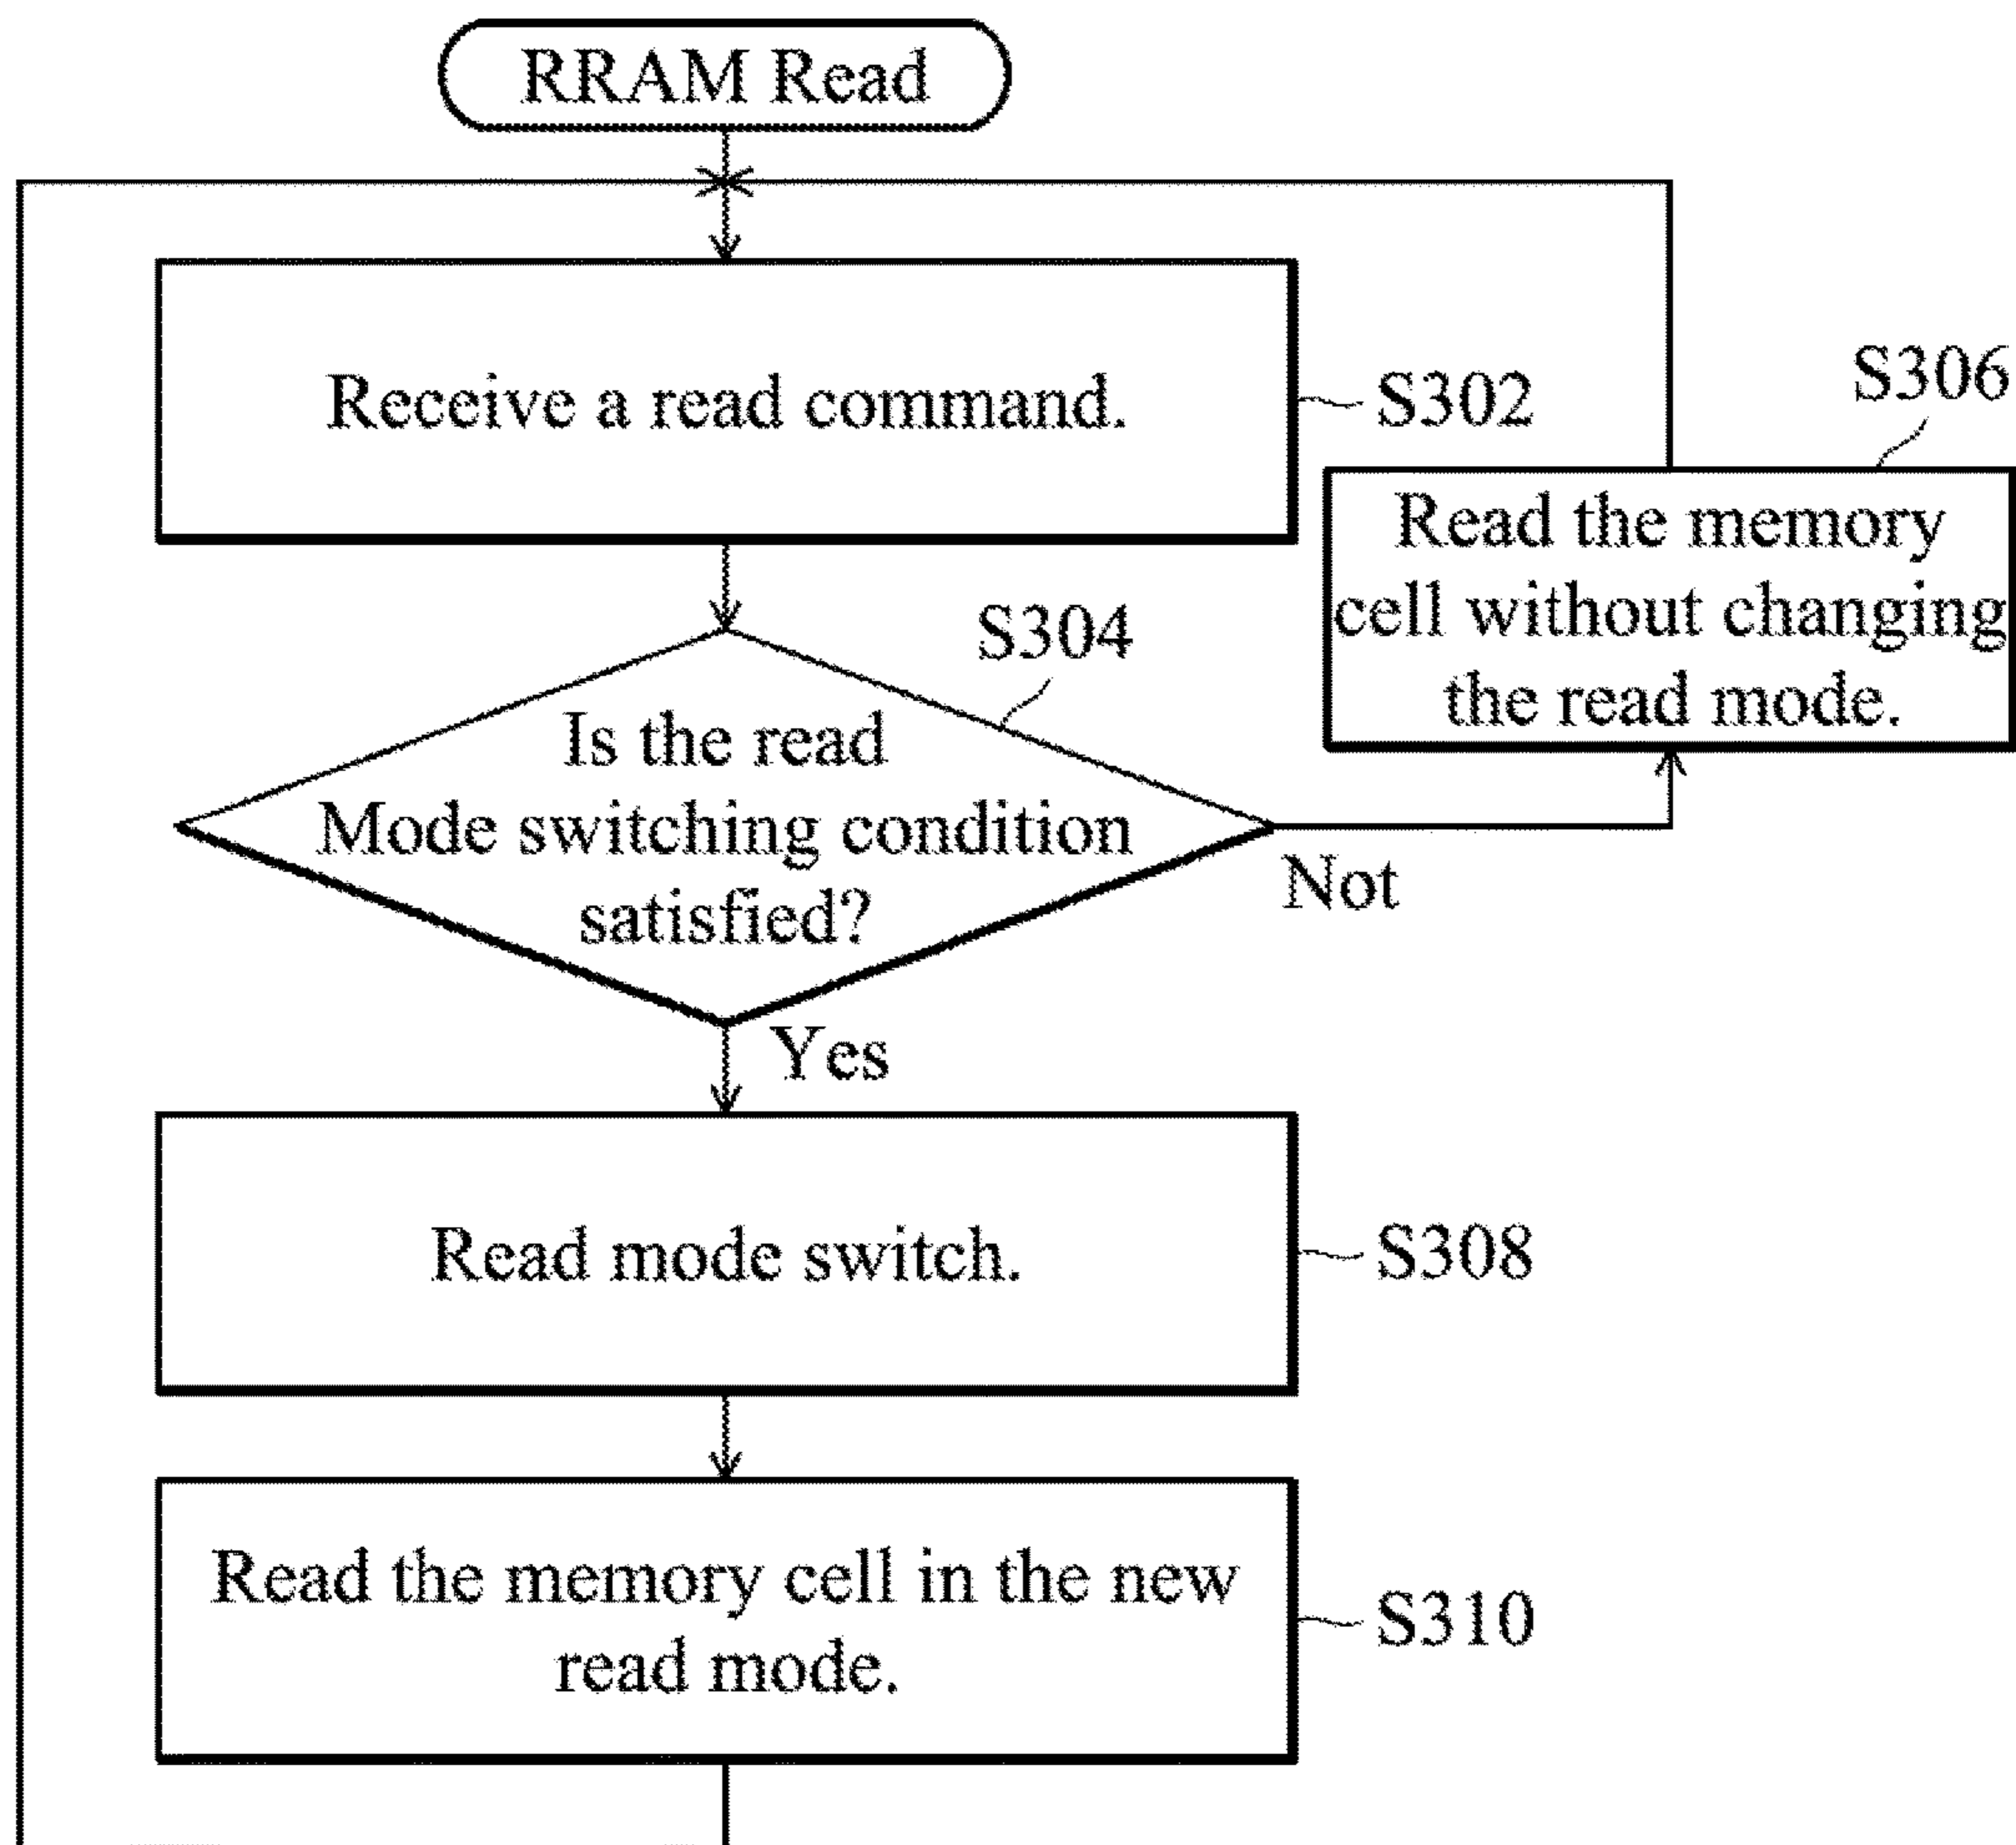 RRAM Read
Receive a read command.
S302
S304
Is the read
Mode switching condition
satisfied?
Not
S306
Read the memory
cell without changing
the read mode.
Yes
Read mode switch.
S308
Read the memory cell in the new
read mode.
S310